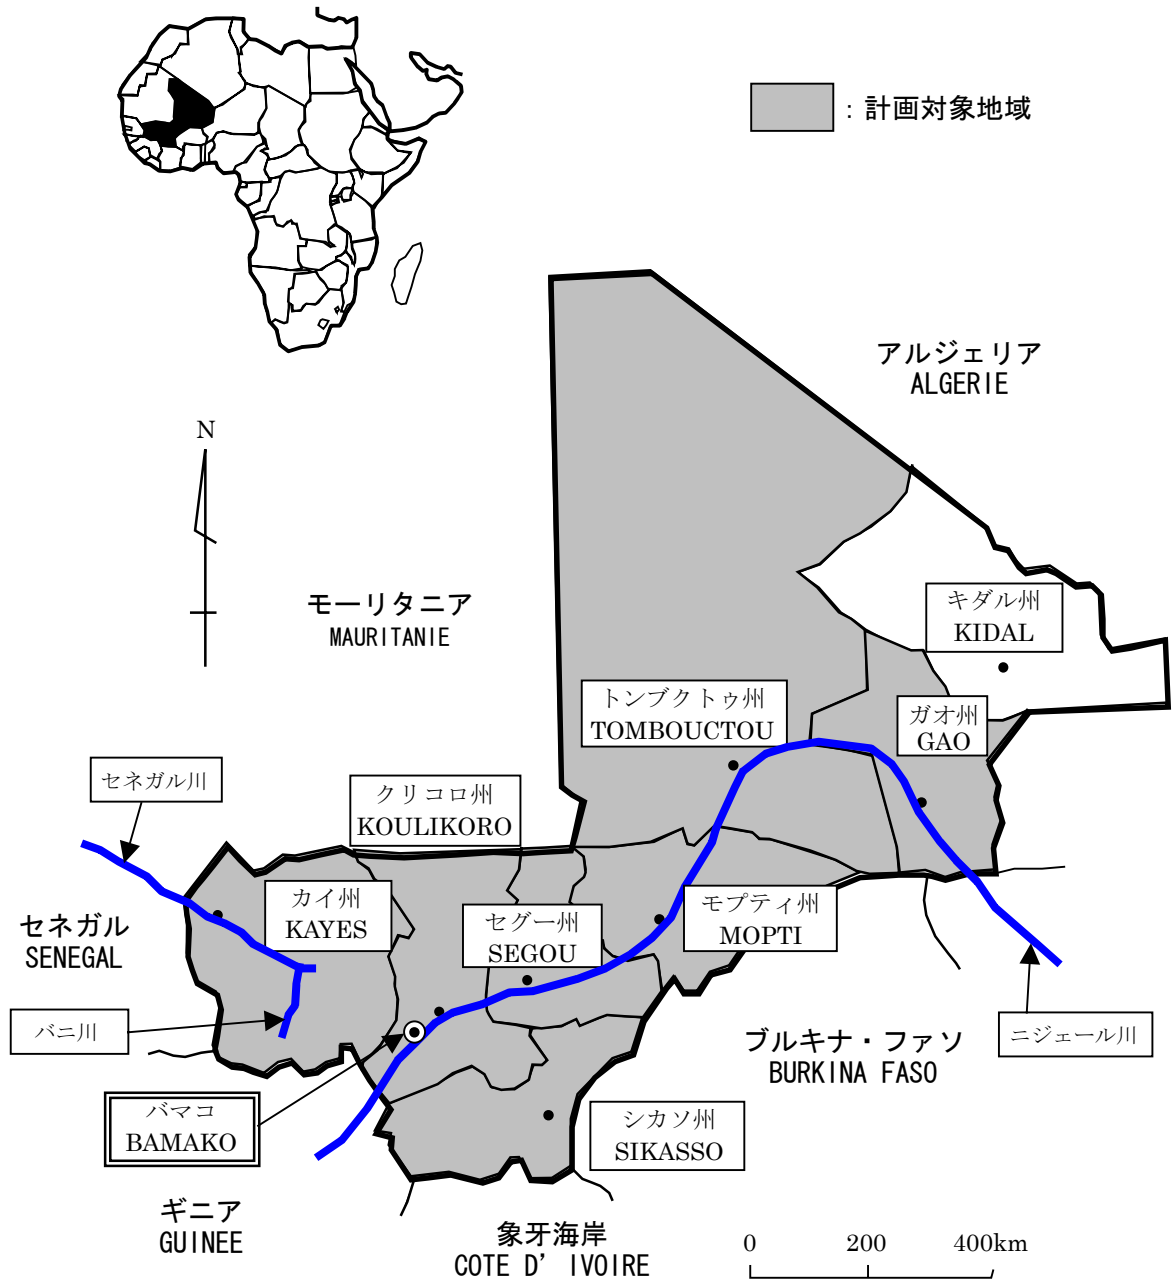 ：計画対象地域
アルジェリア
ALGERIE
N
モーリタニア
MAURITANIE
キダル州
KIDAL
トンブクトゥ州
TOMBOUCTOU
ガオ州
GAO
セネガル川
クリコロ州
KOULIKORO
カイ州
KAYES
セグー州
SEGOU
モプティ州
MOPTI
セネガル
SENEGAL
バニ川
ブルキナ・ファソ
BURKINA FASO
ニジェール川
バマコ
BAMAKO
シカソ州
SIKASSO
ギニア
GUINEE
象牙海岸
COTE D' IVOIRE
0 200 400km